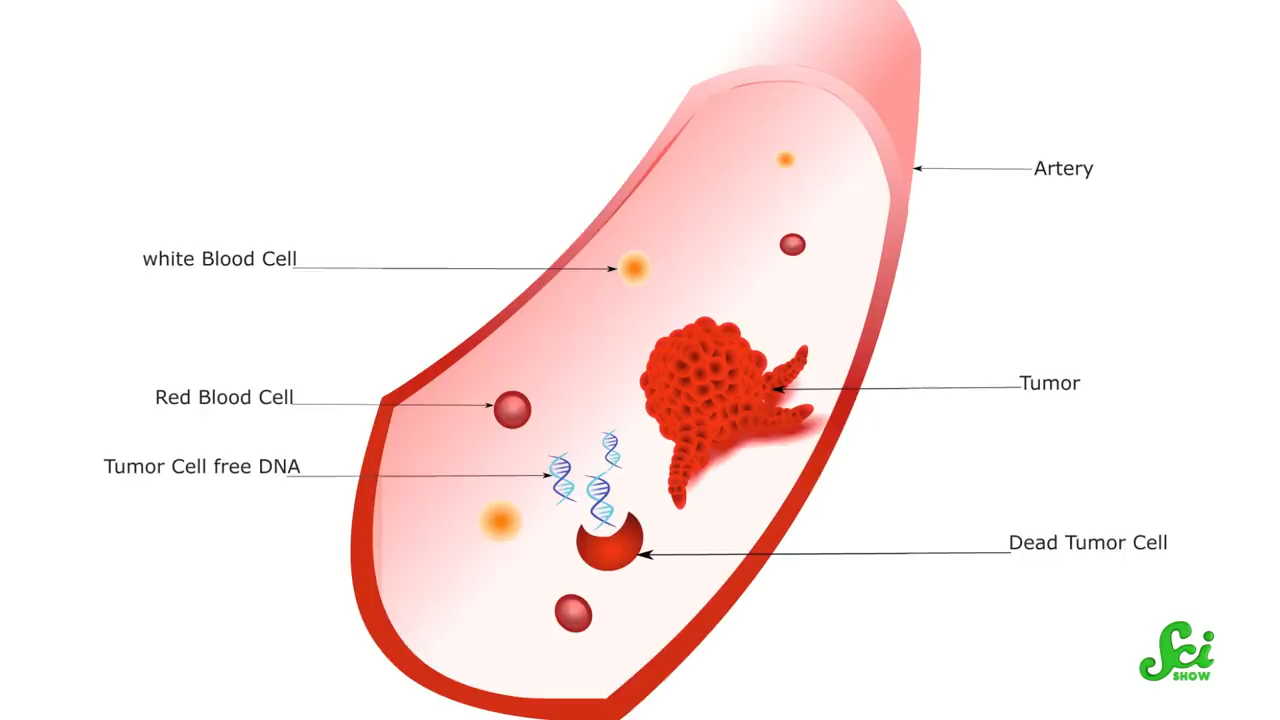 Artery
white Blood Cell
Tumor
Red Blood Cell
Tumor Cell free DNA
Dead Tumor Cell
Sci
SHOW